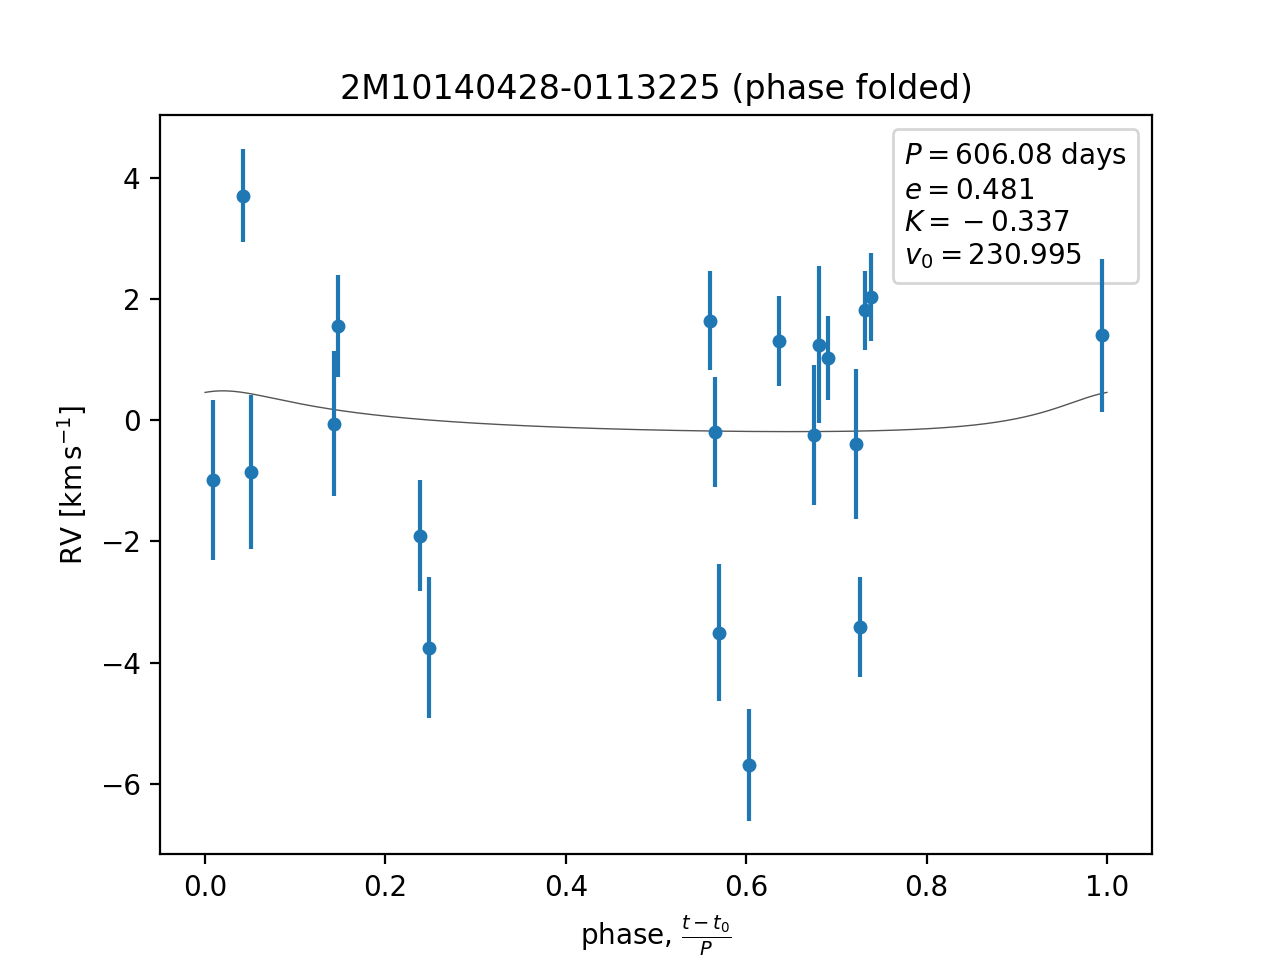 2M10140428-0113225 (phase folded)
P = 606.08 days
e = 0.481
K = −0.337
v₀ = 230.995
RV [km s⁻¹]
4
2
0
−2
−4
−6
0.0 0.2 0.4 0.6 0.8 1.0
phase, (t − t₀)/P